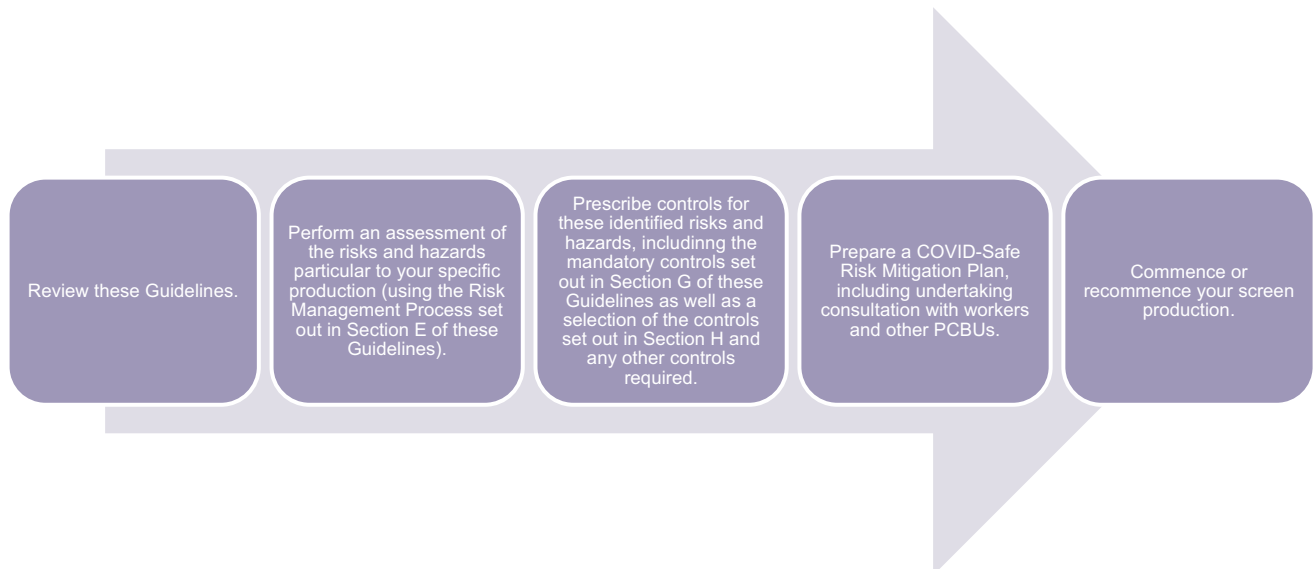 Review these Guidelines.
Perform an assessment of
the risks and hazards
particular to your specific
production (using the Risk
Management Process set
out in Section E of these
Guidelines).
Prescribe controls for
these identified risks and
hazards, includinng the
mandatory controls set
out in Section G of these
Guidelines as well as a
selection of the controls
set out in Section H and
any other controls
required.
Prepare a COVID-Safe
Risk Mitigation Plan,
including undertaking
consultation with workers
and other PCBUs.
Commence or
recommence your screen
production.